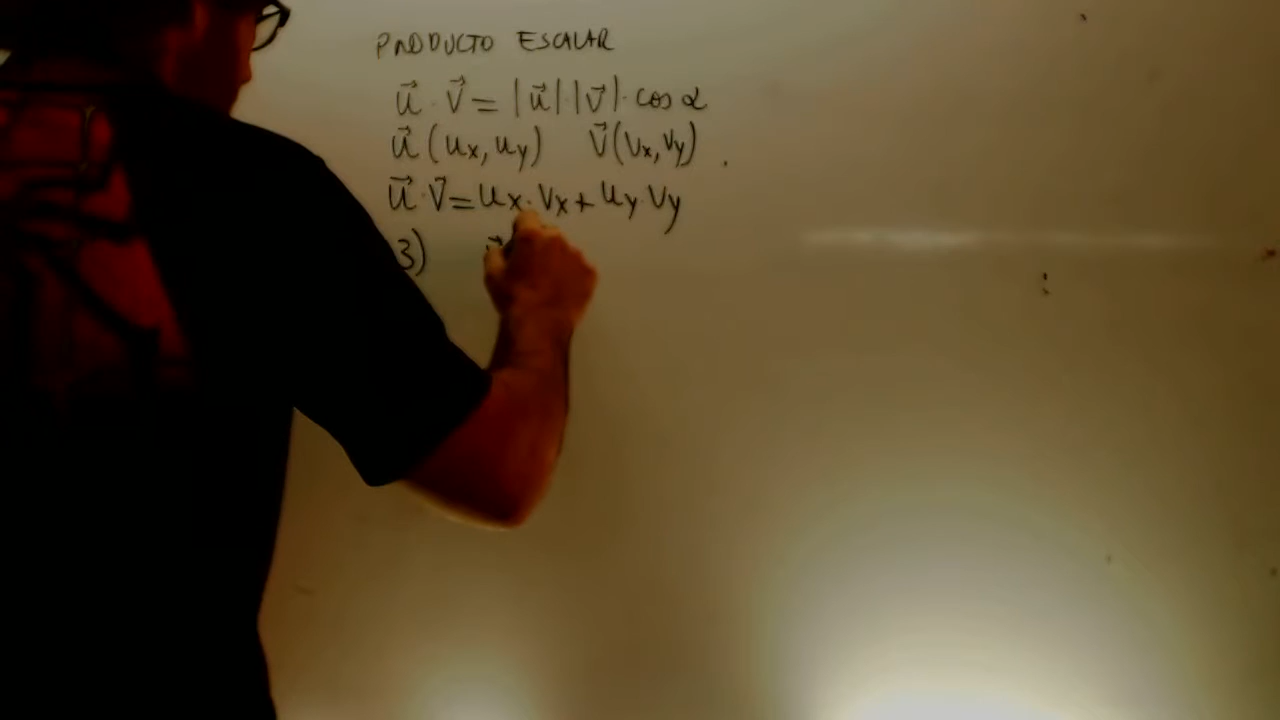 PRODUCTO ESCALAR
u⃗ · v⃗ = |u⃗| · |v⃗| · cos α
u⃗ (ux, uy) v⃗ (vx, vy)
u⃗ · v⃗ = ux · vx + uy · vy
3)